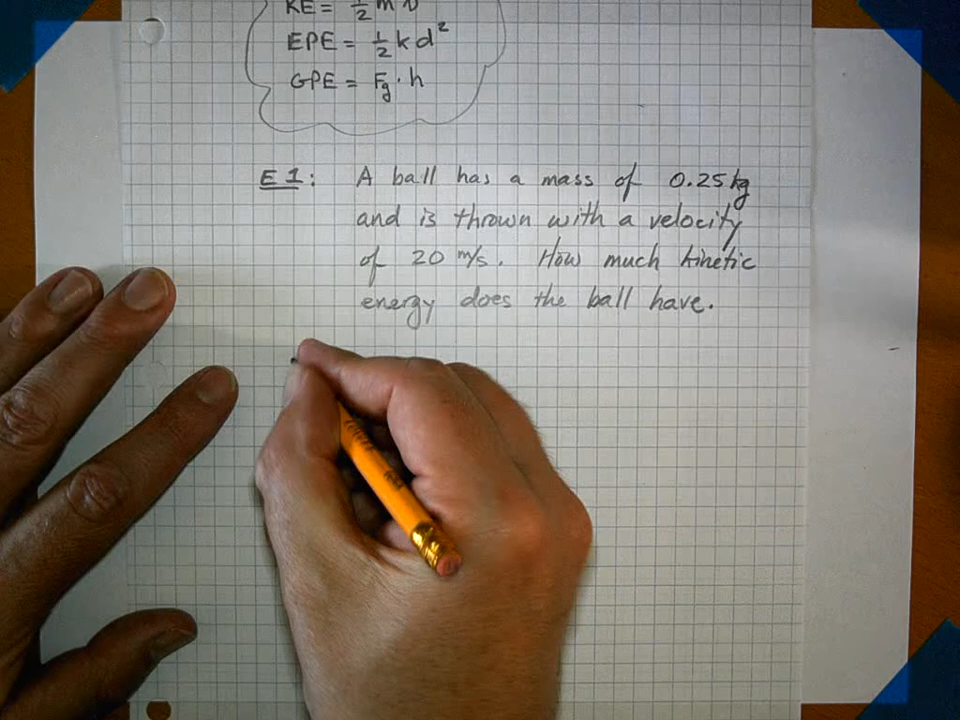 KE = ½ m v
EPE = ½ k d²
GPE = Fg · h
E1: A ball has a mass of 0.25 kg
and is thrown with a velocity
of 20 m/s. How much kinetic
energy does the ball have.